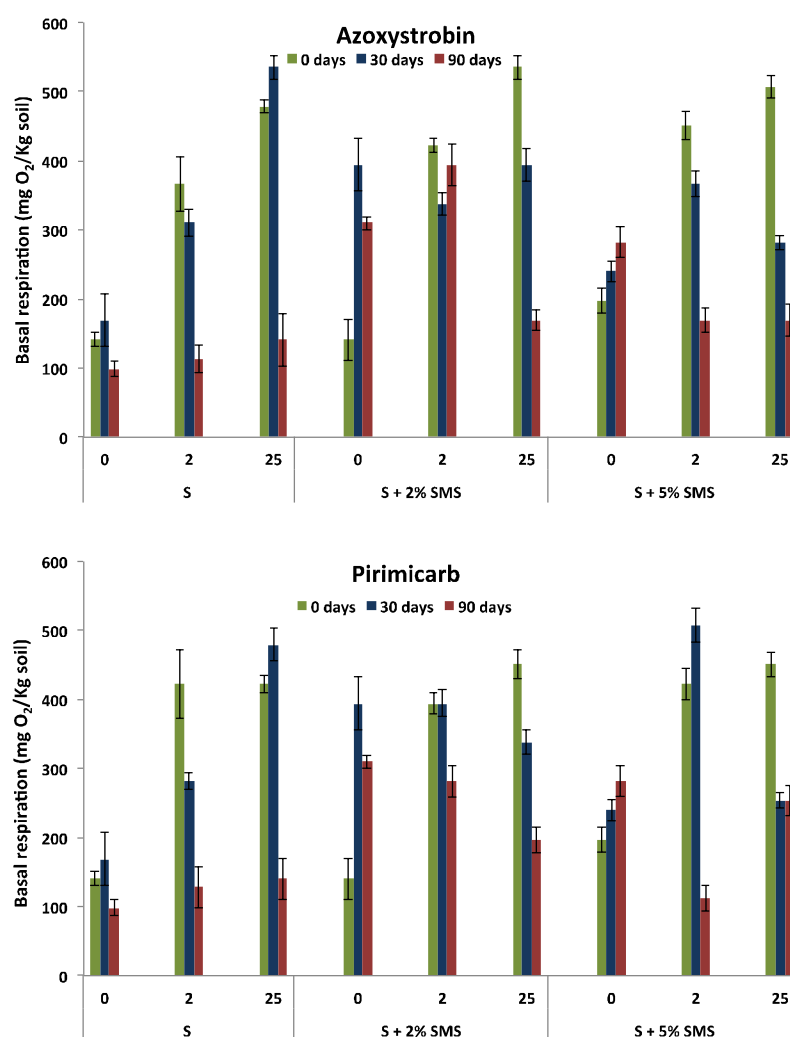 Azoxystrobin
0 days 30 days 90 days
Basal respiration (mg O2/Kg soil)
600
500
400
300
200
100
0
0 2 25 0 2 25 0 2 25
S S + 2% SMS S + 5% SMS
Pirimicarb
0 days 30 days 90 days
Basal respiration (mg O2/Kg soil)
600
500
400
300
200
100
0
0 2 25 0 2 25 0 2 25
S S + 2% SMS S + 5% SMS